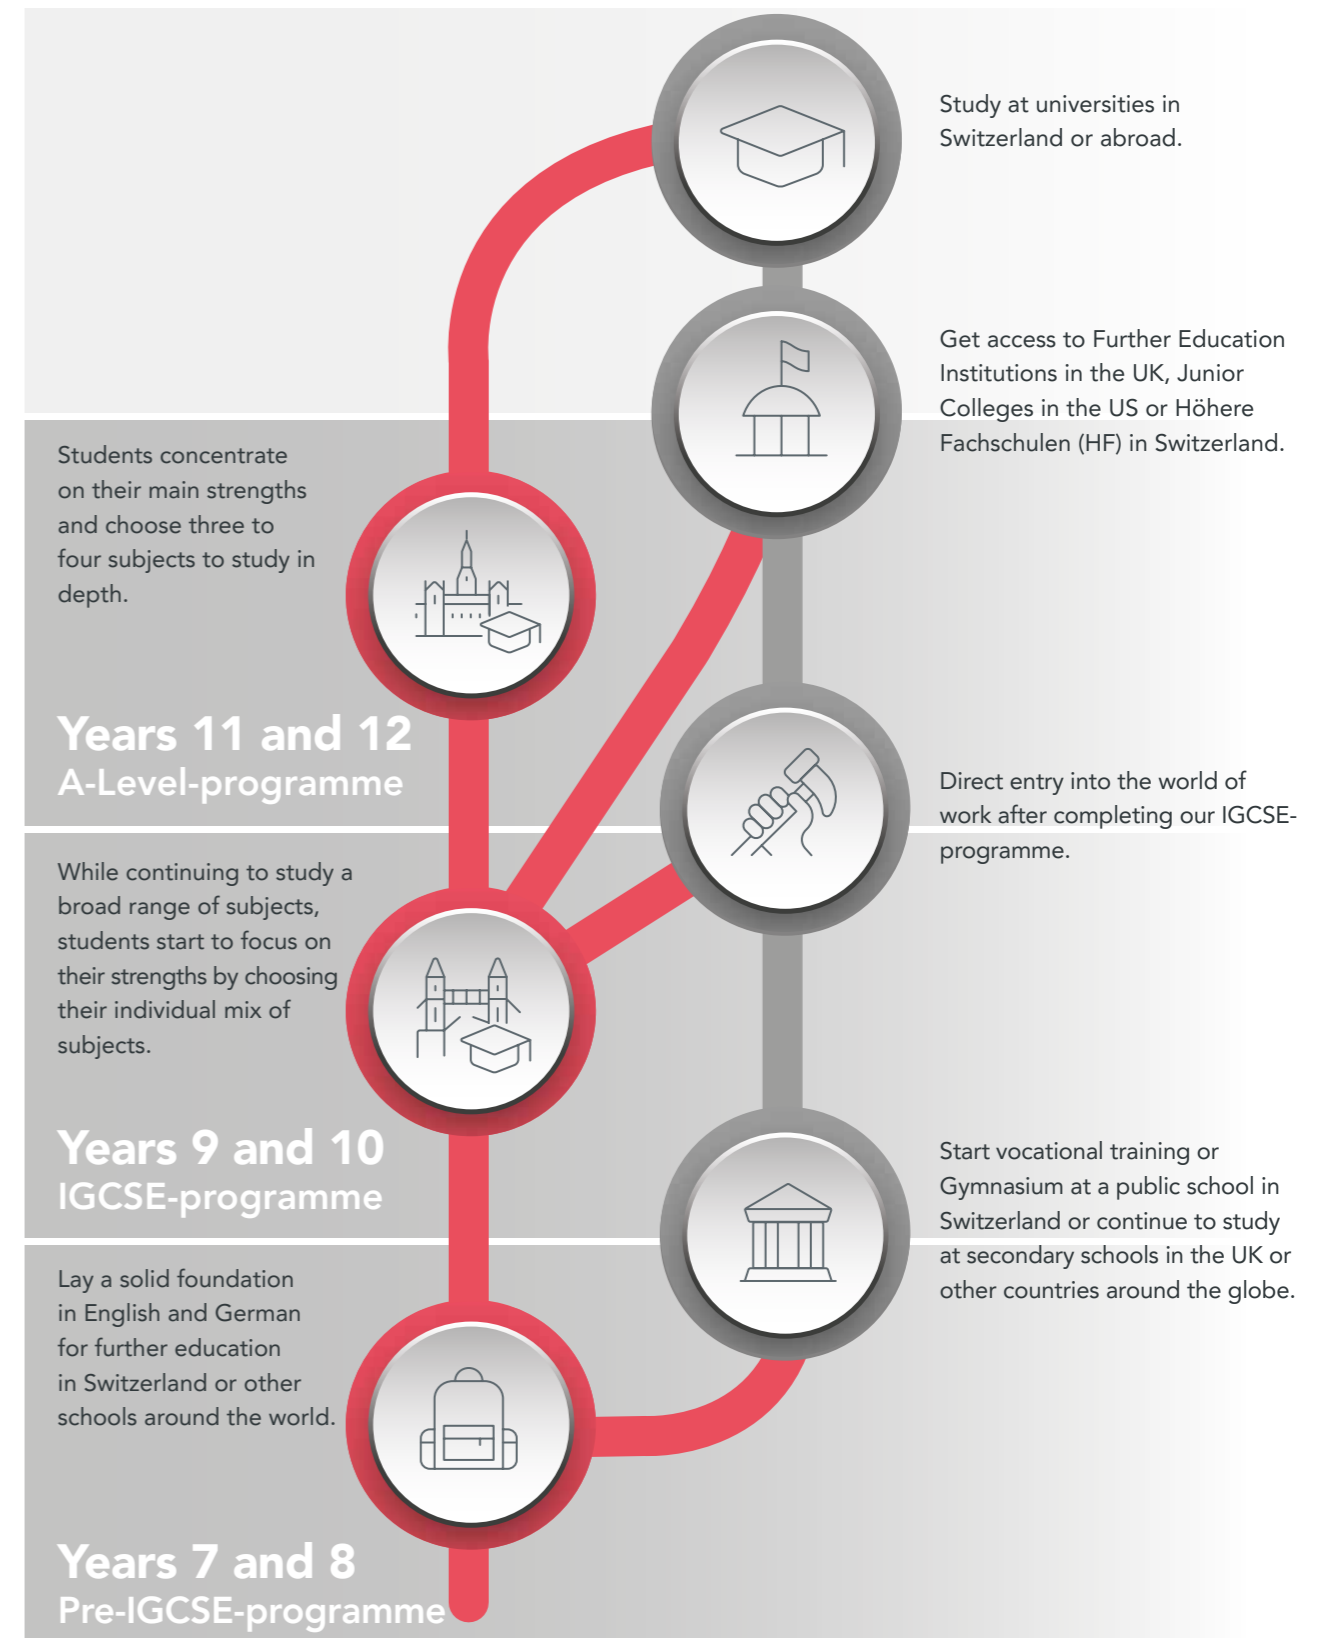 Study at universities in
Switzerland or abroad.
Get access to Further Education
Institutions in the UK, Junior
Colleges in the US or Höhere
Fachschulen (HF) in Switzerland.
Students concentrate
on their main strengths
and choose three to
four subjects to study in
depth.
Years 11 and 12
A-Level-programme
Direct entry into the world of
work after completing our IGCSE-
programme.
While continuing to study a
broad range of subjects,
students start to focus on
their strengths by choosing
their individual mix of
subjects.
Years 9 and 10
IGCSE-programme
Start vocational training or
Gymnasium at a public school in
Switzerland or continue to study
at secondary schools in the UK or
other countries around the globe.
Lay a solid foundation
in English and German
for further education
in Switzerland or other
schools around the world.
Years 7 and 8
Pre-IGCSE-programme